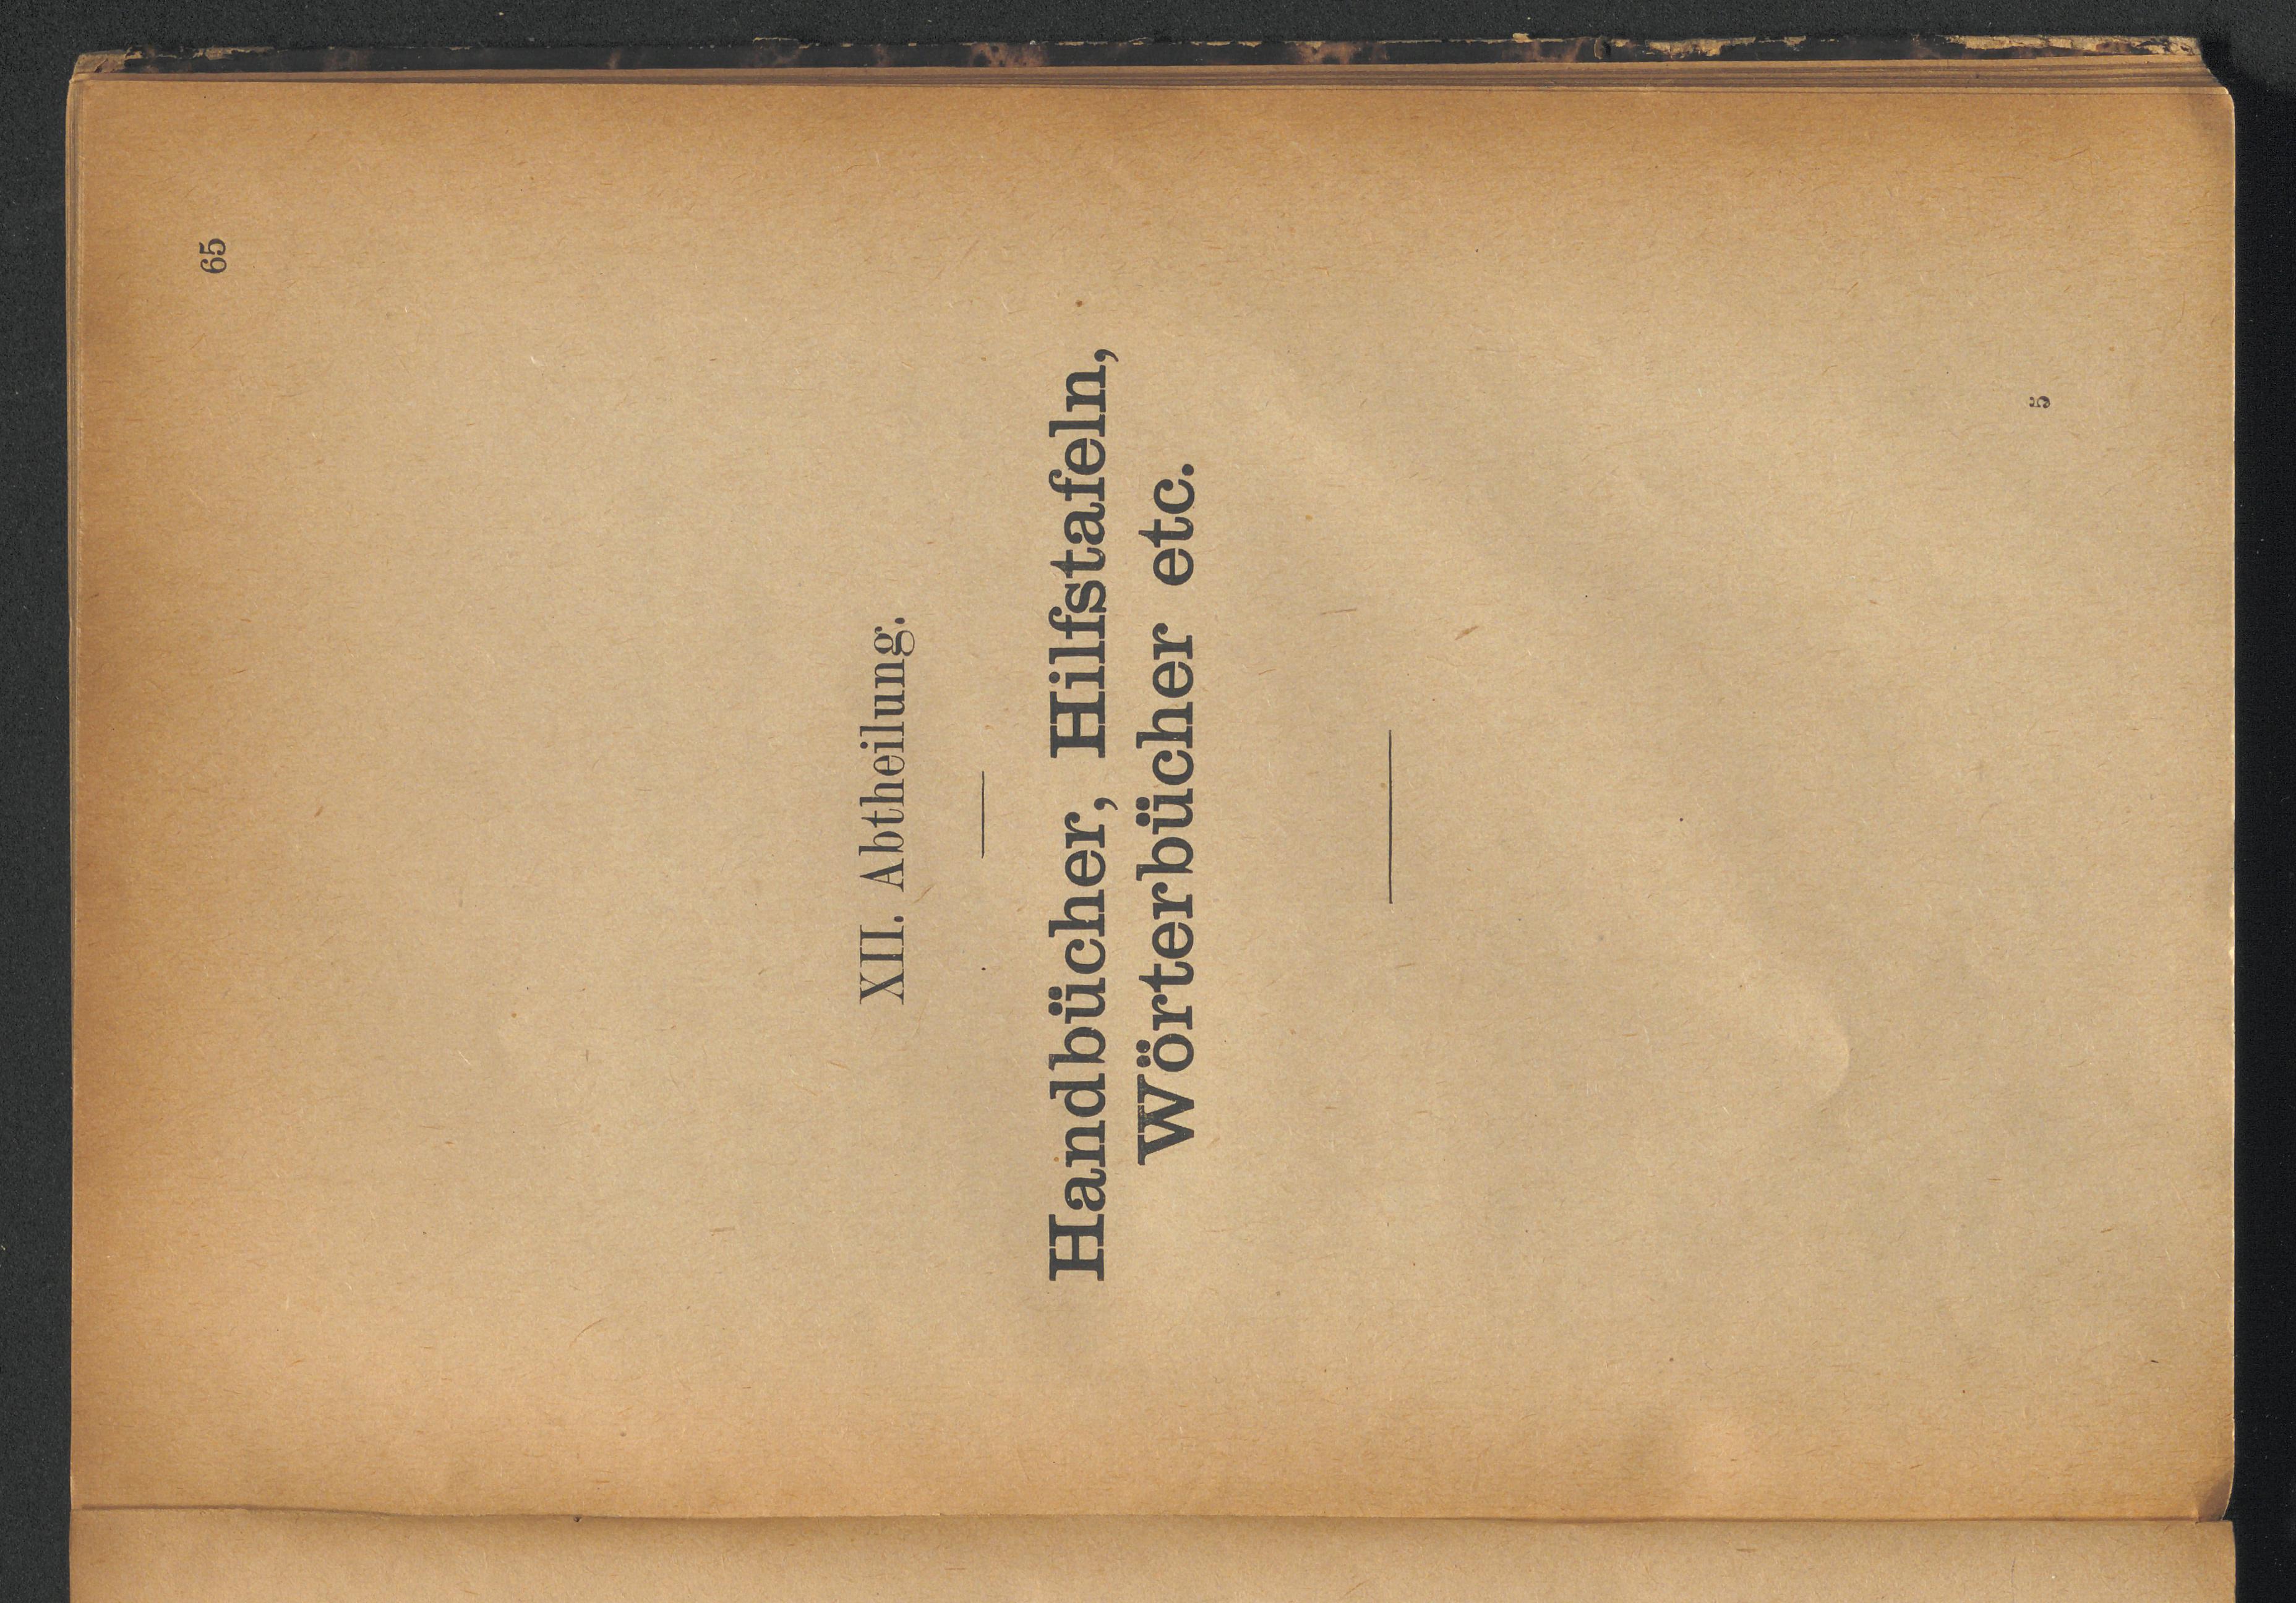 65
XII. Abtheilung.
Handbücher, Hilfstafeln,
Wörterbücher etc.
5